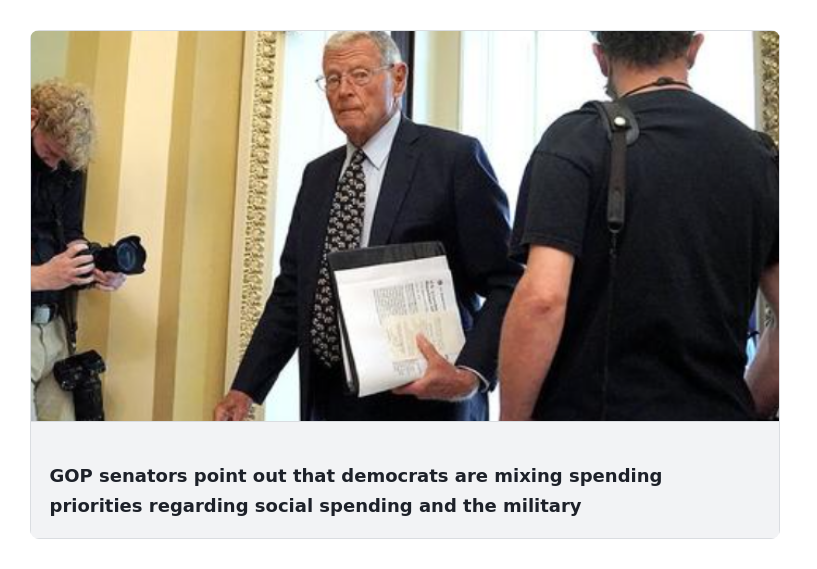 GOP senators point out that democrats are mixing spending
priorities regarding social spending and the military